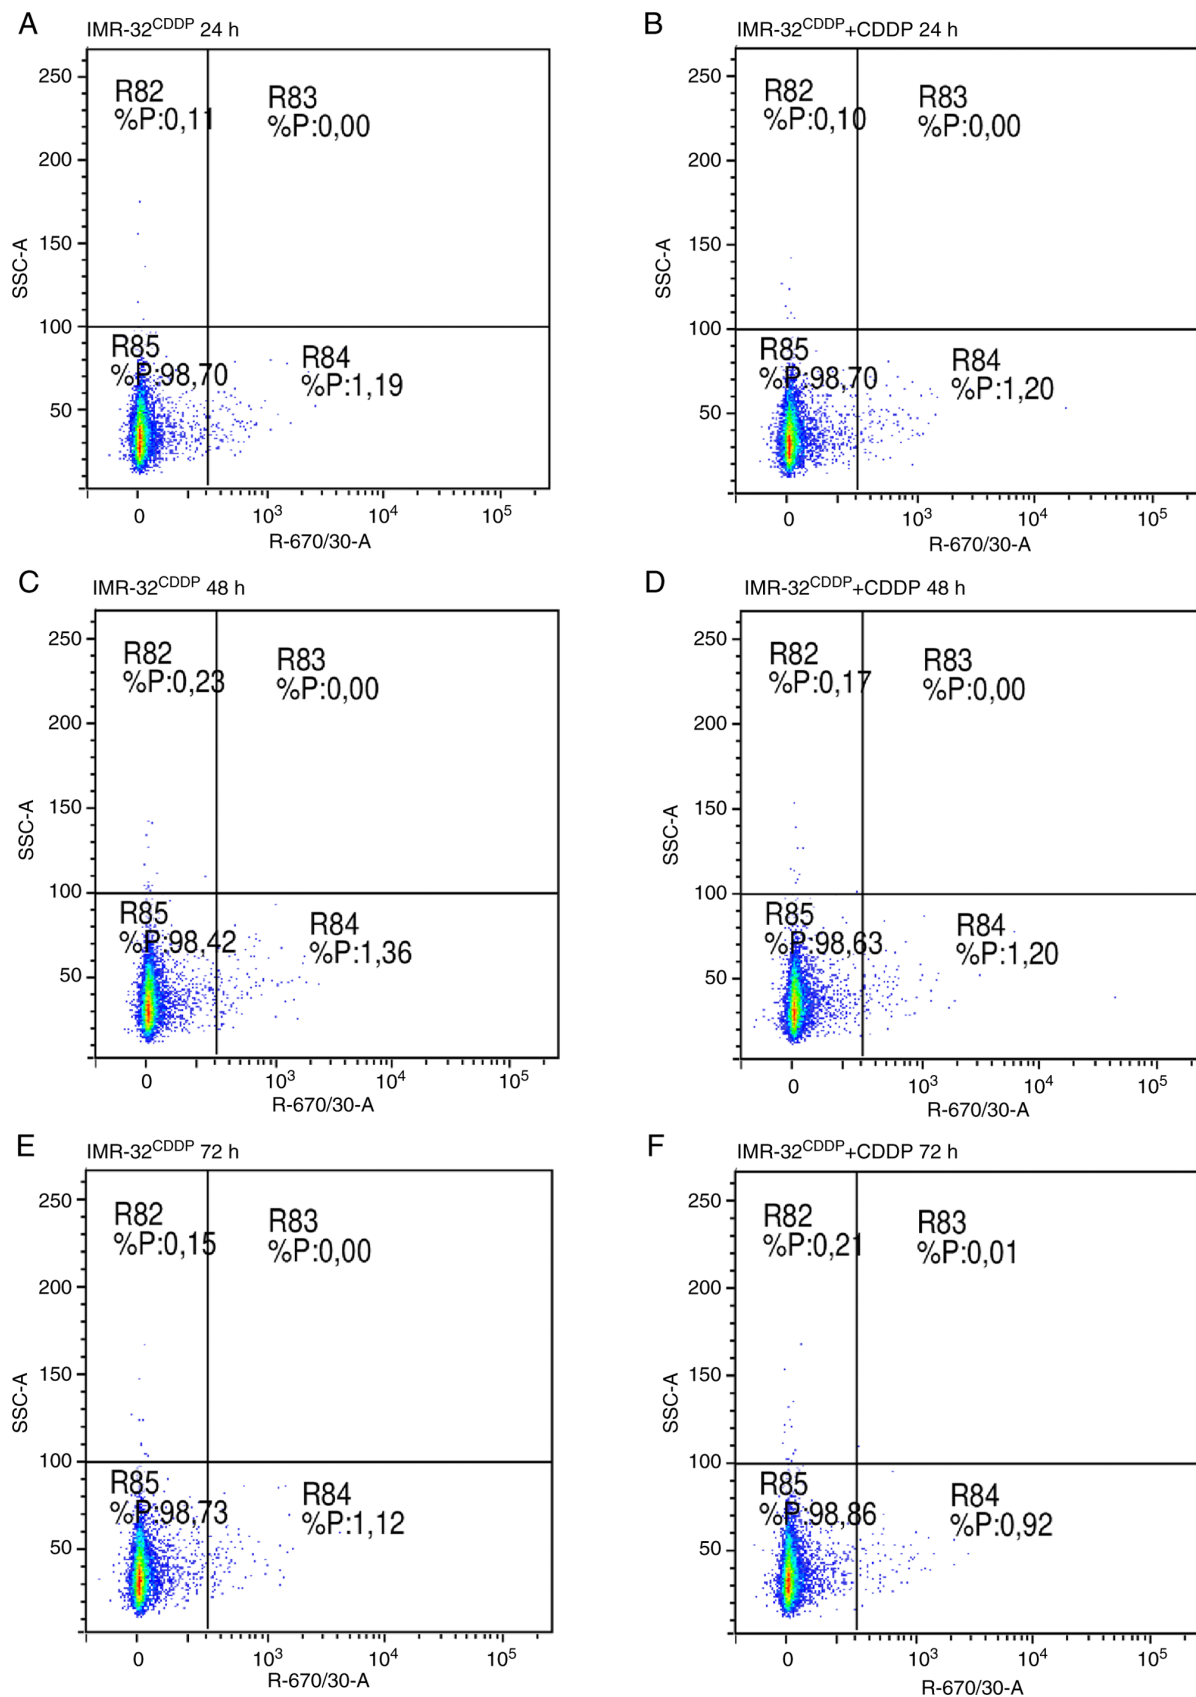 A
IMR-32CDDP 24 h
R82
%P:0,11
R83
%P:0,00
R85
%P:98,70
R84
%P:1,19
250
200
150
100
50
SSC-A
0
10³
10⁴
10⁵
R-670/30-A
B
IMR-32CDDP+CDDP 24 h
R82
%P:0,10
R83
%P:0,00
R85
%P:98,70
R84
%P:1,20
250
200
150
100
50
SSC-A
0
10³
10⁴
10⁵
R-670/30-A
C
IMR-32CDDP 48 h
R82
%P:0,23
R83
%P:0,00
R85
%P:98,42
R84
%P:1,36
250
200
150
100
50
SSC-A
0
10³
10⁴
10⁵
R-670/30-A
D
IMR-32CDDP+CDDP 48 h
R82
%P:0,17
R83
%P:0,00
R85
%P:98,63
R84
%P:1,20
250
200
150
100
50
SSC-A
0
10³
10⁴
10⁵
R-670/30-A
E
IMR-32CDDP 72 h
R82
%P:0,15
R83
%P:0,00
R85
%P:98,73
R84
%P:1,12
250
200
150
100
50
SSC-A
0
10³
10⁴
10⁵
R-670/30-A
F
IMR-32CDDP+CDDP 72 h
R82
%P:0,21
R83
%P:0,01
R85
%P:98,86
R84
%P:0,92
250
200
150
100
50
SSC-A
0
10³
10⁴
10⁵
R-670/30-A